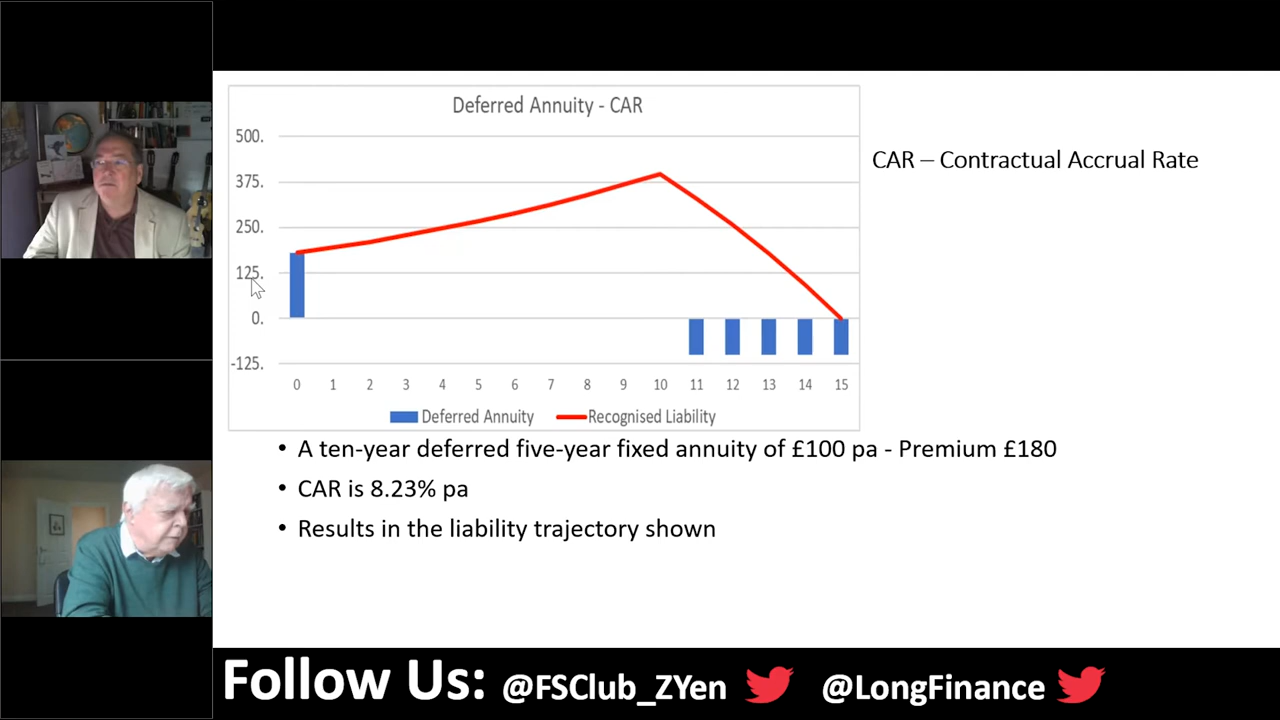 Deferred Annuity - CAR
500.
375.
250.
125.
0.
-125.
0 1 2 3 4 5 6 7 8 9 10 11 12 13 14 15
Deferred Annuity Recognised Liability
CAR – Contractual Accrual Rate
• A ten-year deferred five-year fixed annuity of £100 pa - Premium £180
• CAR is 8.23% pa
• Results in the liability trajectory shown
Follow Us: @FSClub_ZYen @LongFinance